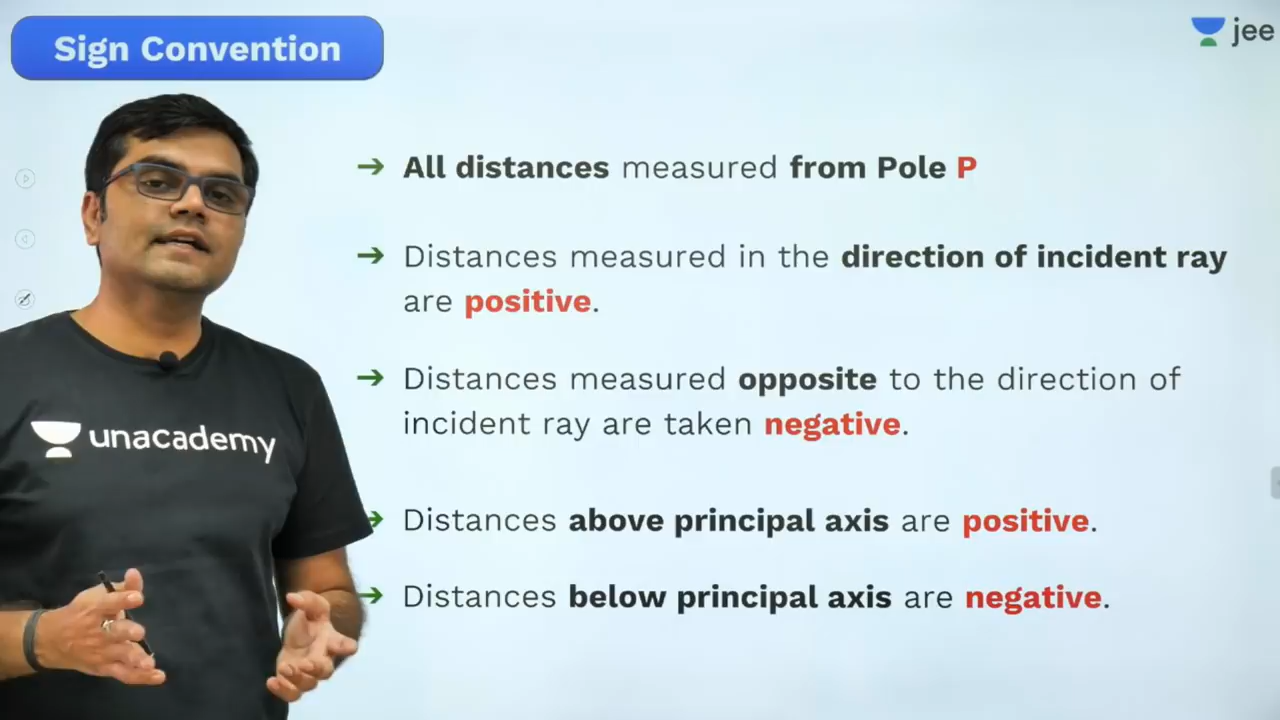 Sign Convention
jee
→ All distances measured from Pole P
→ Distances measured in the direction of incident ray
are positive.
→ Distances measured opposite to the direction of
incident ray are taken negative.
→ Distances above principal axis are positive.
→ Distances below principal axis are negative.
unacademy